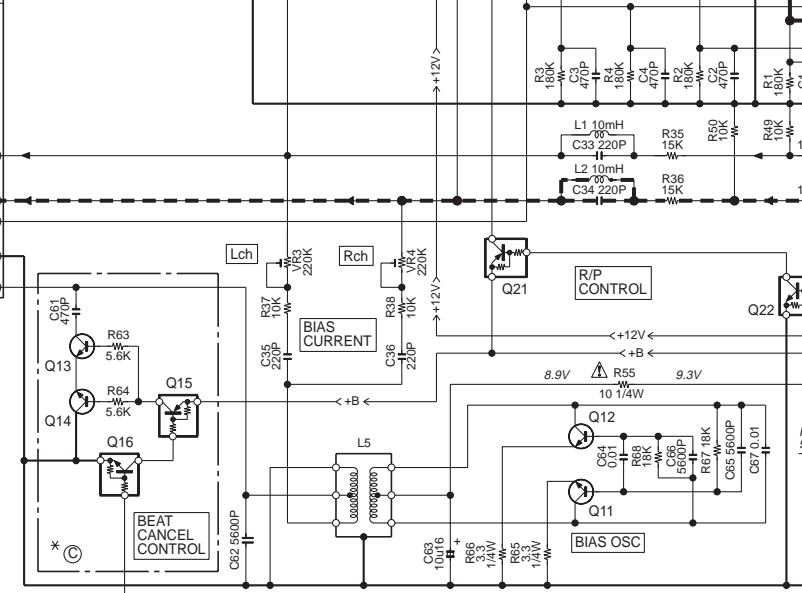 +12V
R3
180K
C3
470P
R4
180K
C4
470P
R2
180K
C2
470P
R1
180K
L1 10mH
C33 220P
R35
15K
R50
10K
R49
10K
L2 10mH
C34 220P
R36
15K
Lch
VR3
220K
Rch
VR4
220K
Q21
R/P
CONTROL
Q22
+12V
C61
470P
R63
5.6K
Q13
R37
10K
BIAS
CURRENT
R38
10K
+12V
C35
220P
C36
220P
+B
R64
5.6K
Q15
Q14
+B
8.9V
R55
9.3V
10 1/4W
Q12
Q16
L5
C64
0.01
R68
18K
C66
5600P
R67 18K
C65 5600P
C67 0.01
Q11
BEAT
CANCEL
CONTROL
* C
C62 5600P
C63
10u16
+
R66
3.3
1/4W
R65
3.3
1/4W
BIAS OSC